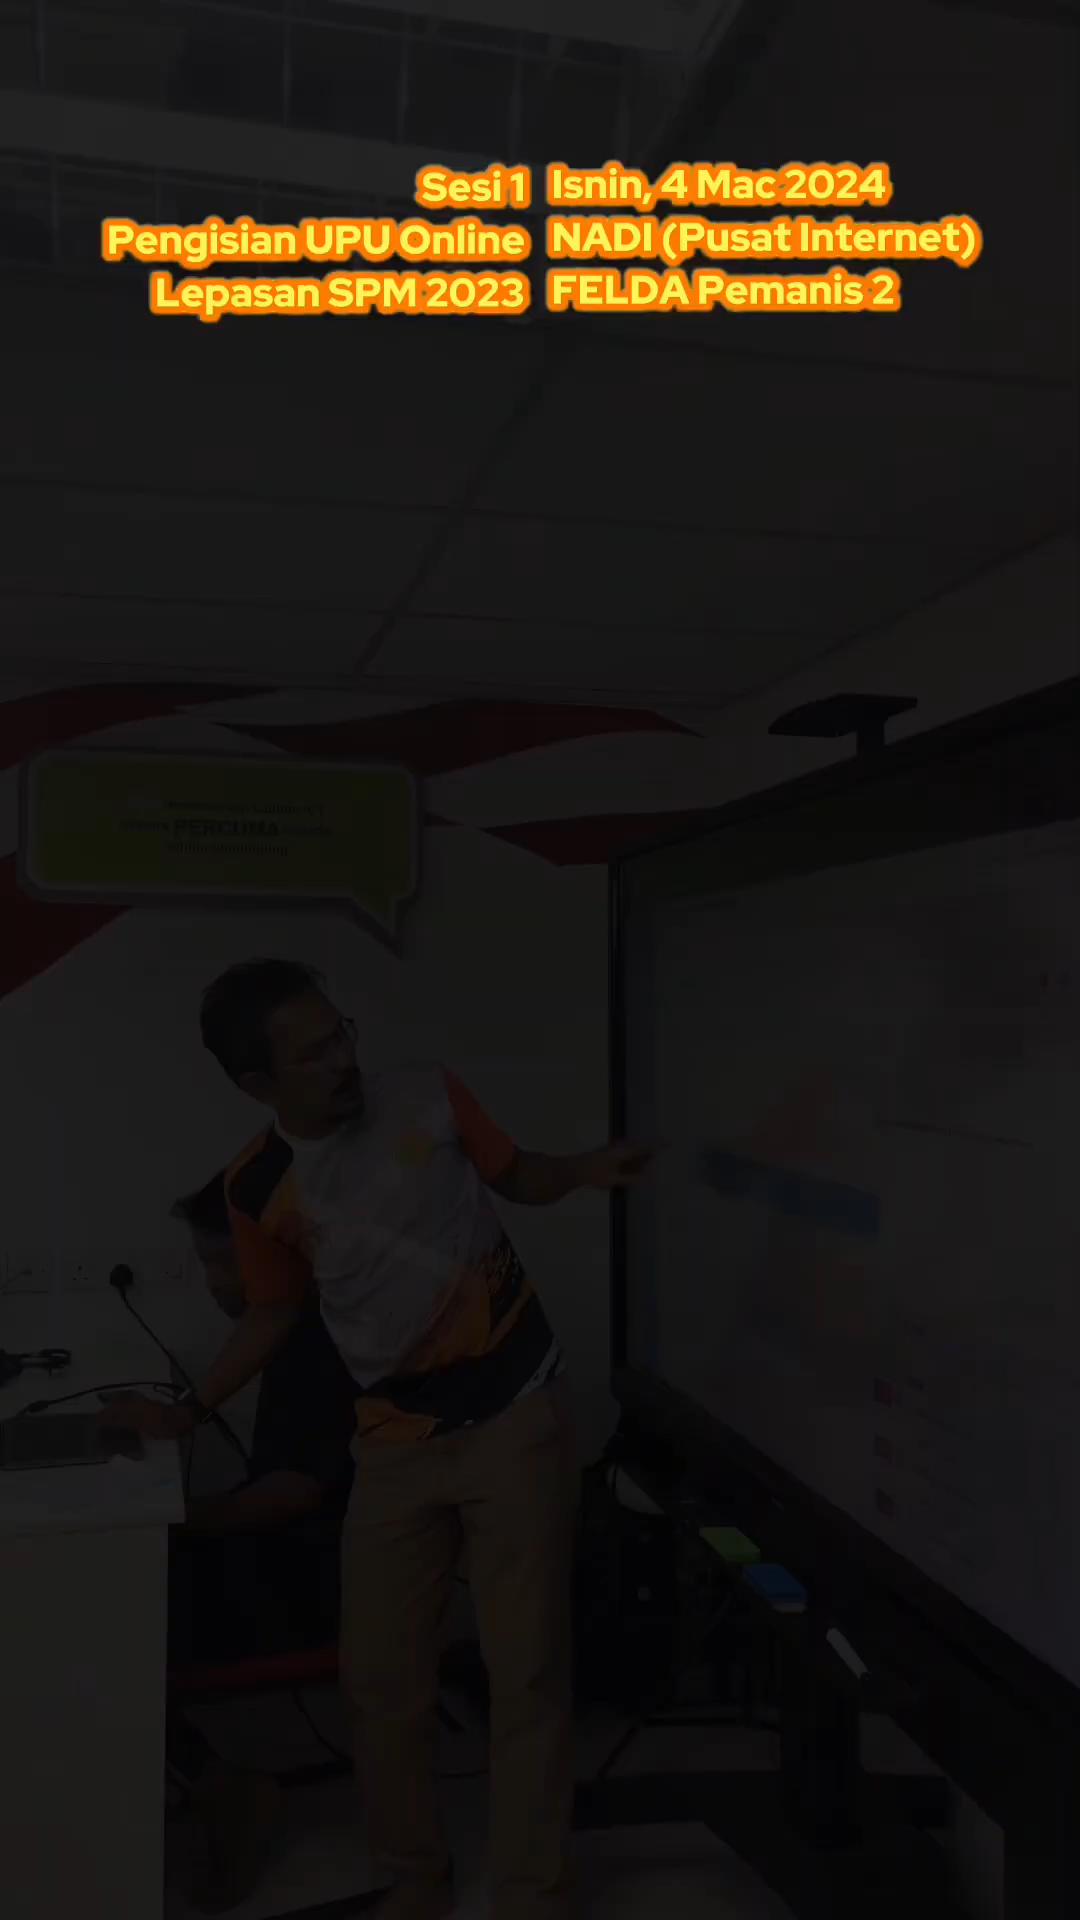 Sesi 1
Pengisian UPU Online
Lepasan SPM 2023
Isnin, 4 Mac 2024
NADI (Pusat Internet)
FELDA Pemanis 2
PERCUMA